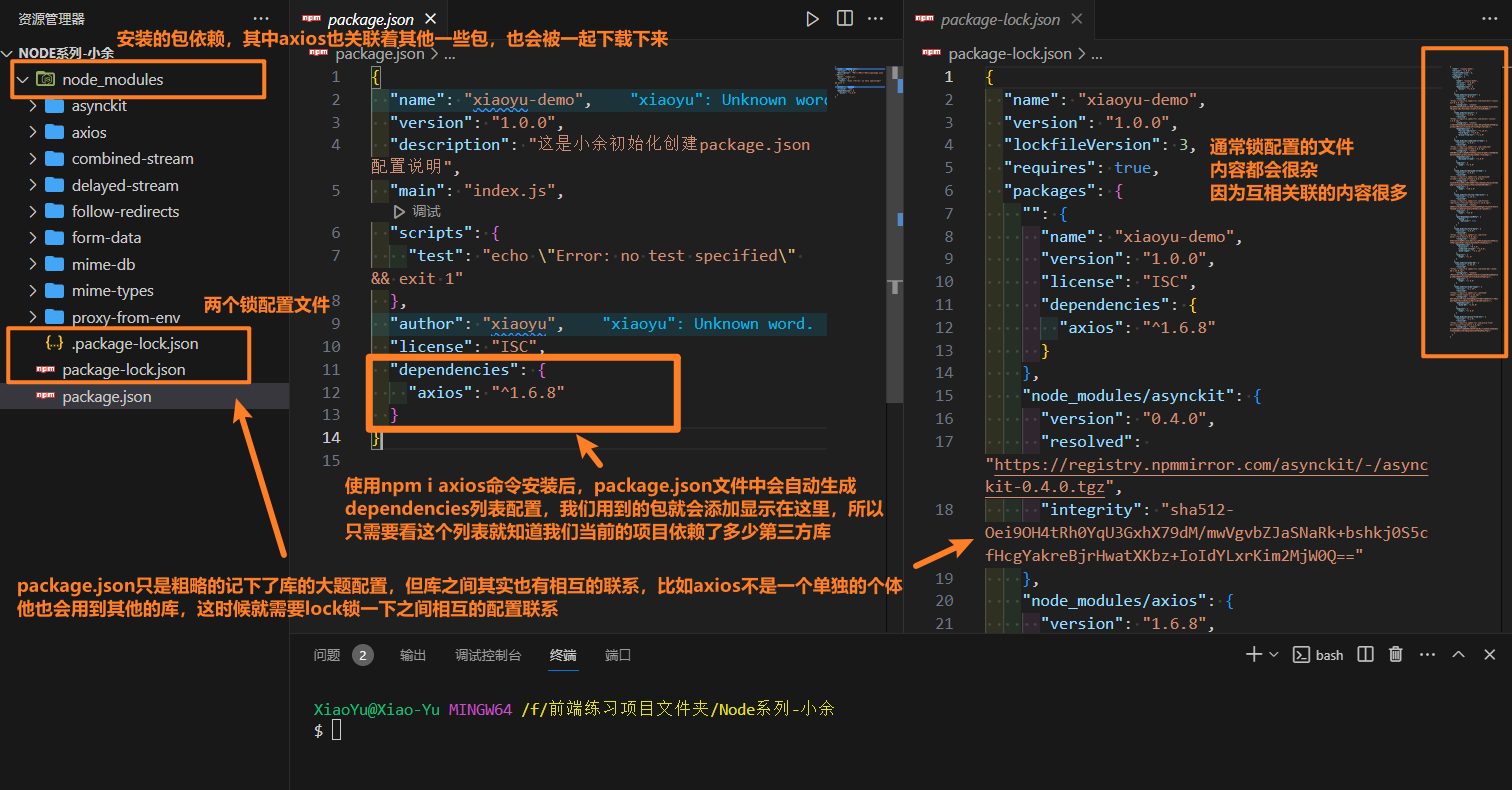 资源管理器
NODE系列-小余
node_modules
asynckit
axios
combined-stream
delayed-stream
follow-redirects
form-data
mime-db
mime-types
proxy-from-env
.package-lock.json
package-lock.json
package.json
安装的包依赖，其中axios也关联着其他一些包，也会被一起下载下来
两个锁配置文件
npm package.json
npm package.json > ...
1 {
2 "name": "xiaoyu-demo", "xiaoyu": Unknown word
3 "version": "1.0.0",
4 "description": "这是小余初始化创建package.json
配置说明",
5 "main": "index.js",
调试
6 "scripts": {
7 "test": "echo \"Error: no test specified\"
&& exit 1"
8 },
9 "author": "xiaoyu", "xiaoyu": Unknown word.
10 "license": "ISC",
11 "dependencies": {
12 "axios": "^1.6.8"
13 }
14 }
15
使用npm i axios命令安装后，package.json文件中会自动生成
dependencies列表配置，我们用到的包就会添加显示在这里，所以
只需要看这个列表就知道我们当前的项目依赖了多少第三方库
package.json只是粗略的记下了库的大题配置，但库之间其实也有相互的联系，比如axios不是一个单独的个体
他也会用到其他的库，这时候就需要lock锁一下之间相互的配置联系
npm package-lock.json
npm package-lock.json > ...
1 {
2 "name": "xiaoyu-demo",
3 "version": "1.0.0",
4 "lockfileVersion": 3,
5 "requires": true,
6 "packages": {
7 "": {
8 "name": "xiaoyu-demo",
9 "version": "1.0.0",
10 "license": "ISC",
11 "dependencies": {
12 "axios": "^1.6.8"
13 }
14 },
15 "node_modules/asynckit": {
16 "version": "0.4.0",
17 "resolved":
"https://registry.npmmirror.com/asynckit/-/async
kit-0.4.0.tgz",
18 "integrity": "sha512-
Oei9OH4tRh0YqU3GxhX79dM/mwVgvbZJaSNaRk+bshkj0S5c
fHcgYakreBjrHwatXKbz+IoIdYLxrKim2MjW0Q=="
19 },
20 "node_modules/axios": {
21 "version": "1.6.8",
通常锁配置的文件
内容都会很杂
因为互相关联的内容很多
问题 2 输出 调试控制台 终端 端口
bash
XiaoYu@Xiao-Yu MINGW64 /f/前端练习项目文件夹/Node系列-小余
$